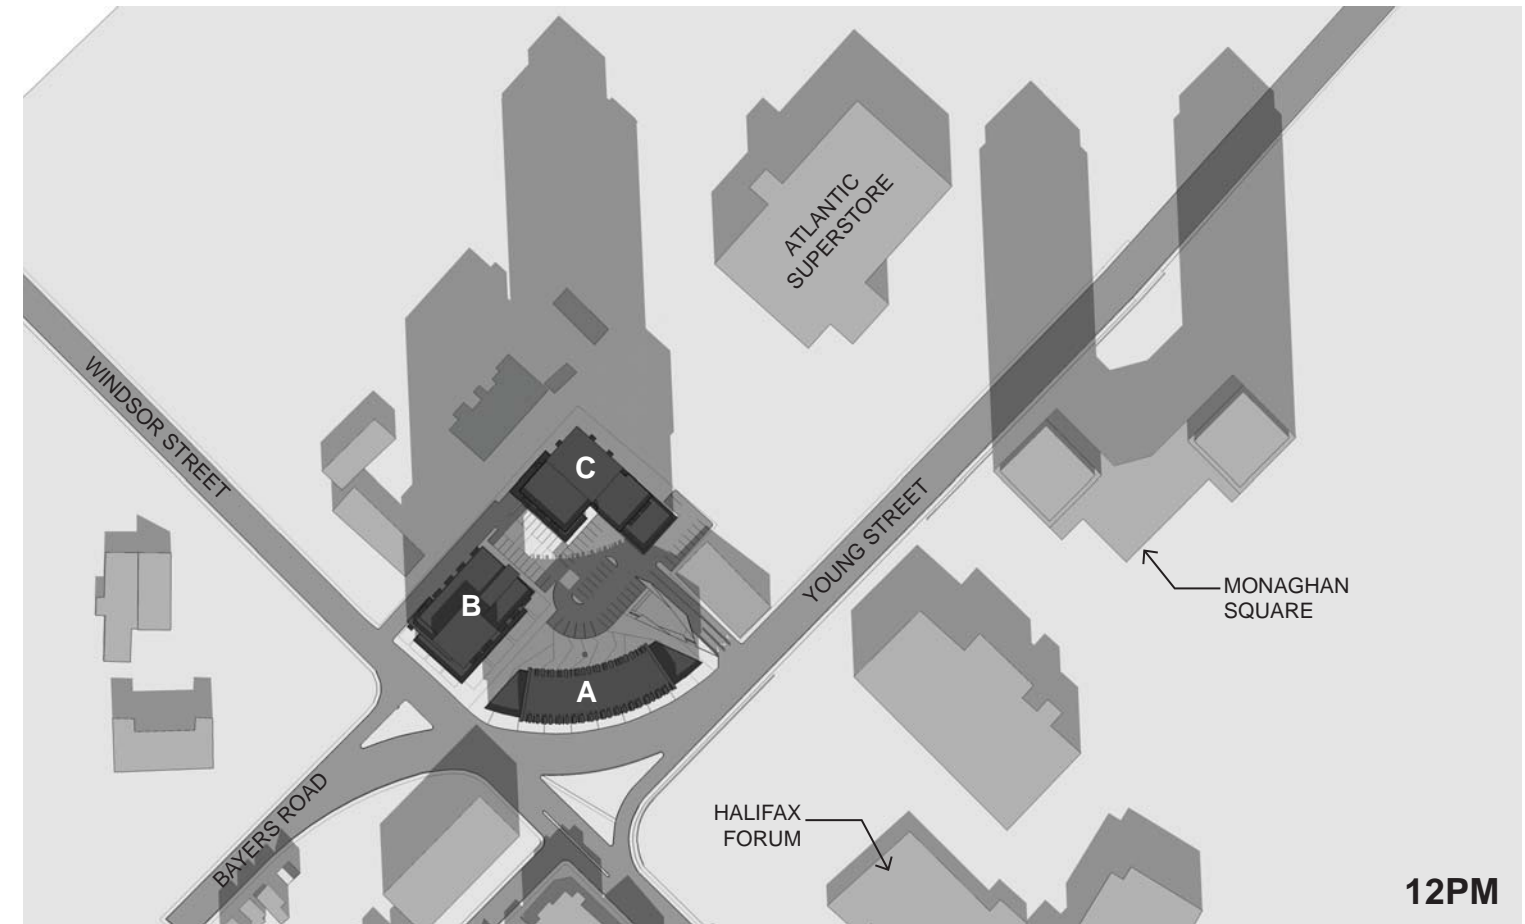 ATLANTIC
SUPERSTORE
WINDSOR STREET
C
YOUNG STREET
B
MONAGHAN
SQUARE
A
BAYERS ROAD
HALIFAX
FORUM
12PM